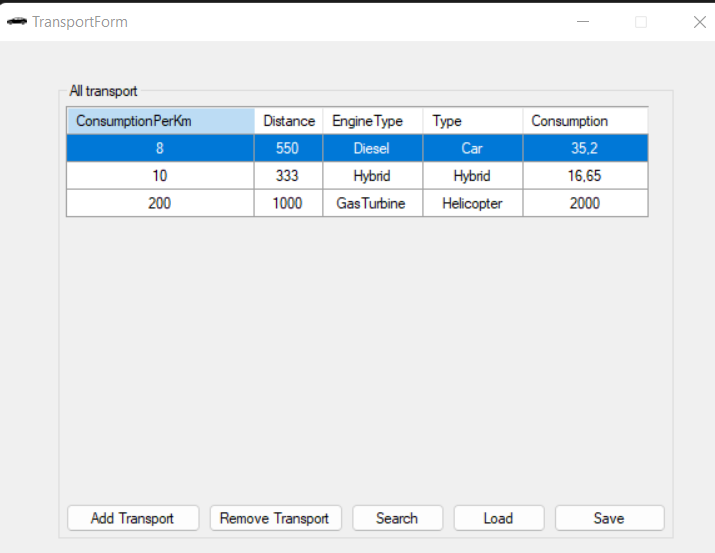 TransportForm
All transport
ConsumptionPerKm Distance EngineType Type Consumption
8 550 Diesel Car 35,2
10 333 Hybrid Hybrid 16,65
200 1000 GasTurbine Helicopter 2000
Add Transport Remove Transport Search Load Save